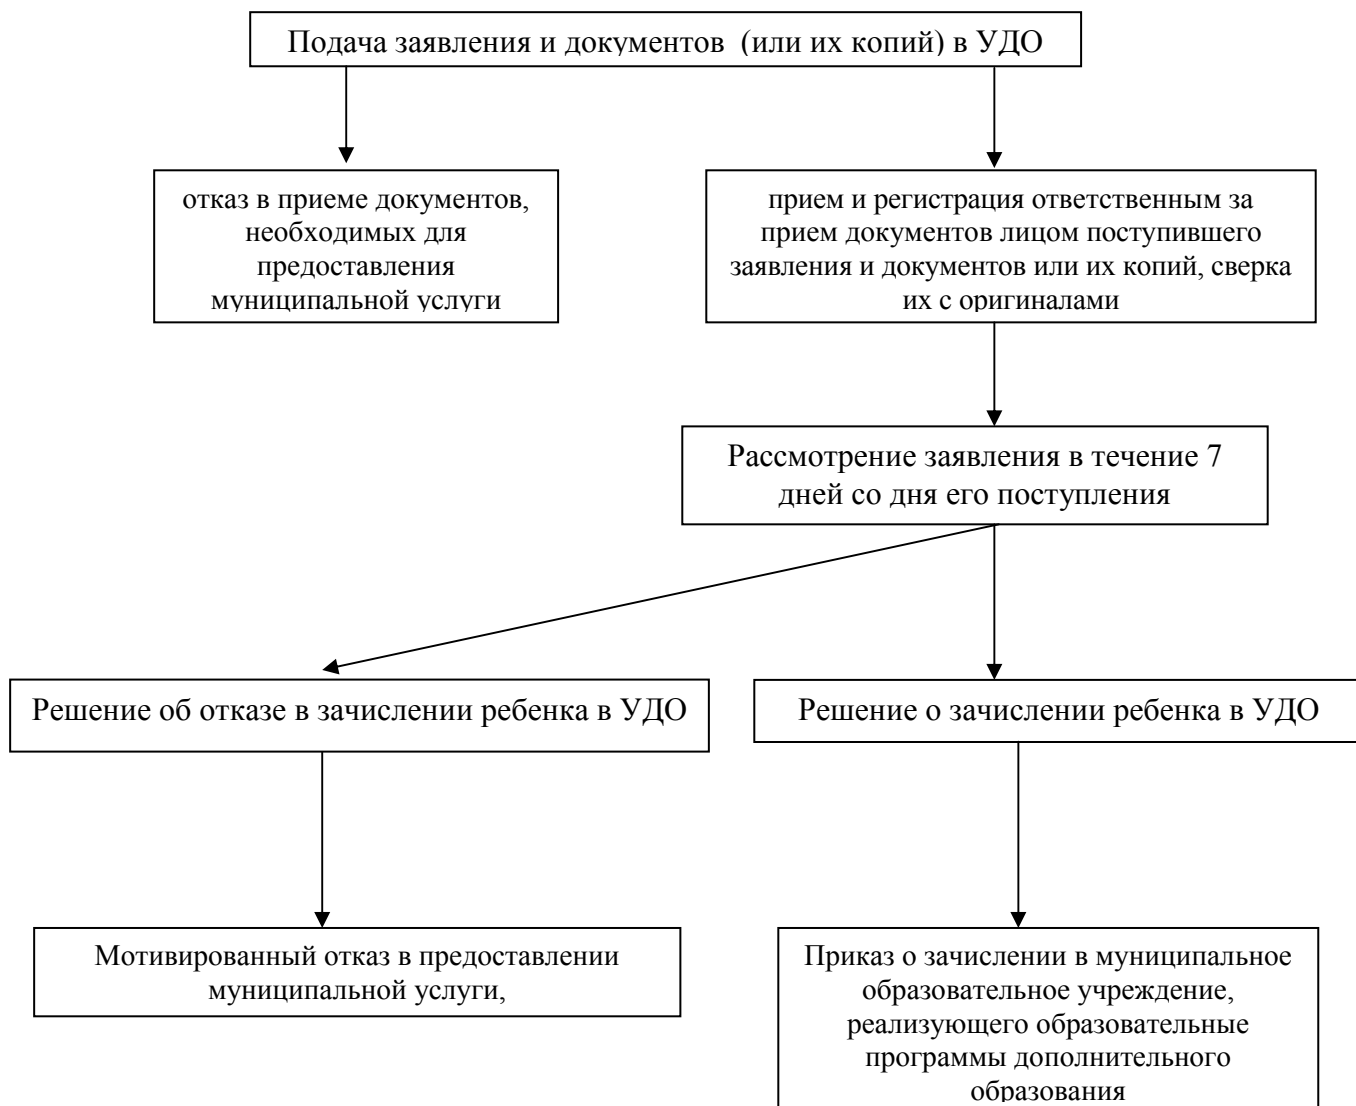 Подача заявления и документов  (или их копий) в УДО
отказ в приеме документов,
необходимых для
предоставления
муниципальной услуги
прием и регистрация ответственным за
прием документов лицом поступившего
заявления и документов или их копий, сверка
их с оригиналами
Рассмотрение заявления в течение 7
дней со дня его поступления
Решение об отказе в зачислении ребенка в УДО
Решение о зачислении ребенка в УДО
Мотивированный отказ в предоставлении
муниципальной услуги,
Приказ о зачислении в муниципальное
образовательное учреждение,
реализующего образовательные
программы дополнительного
образования